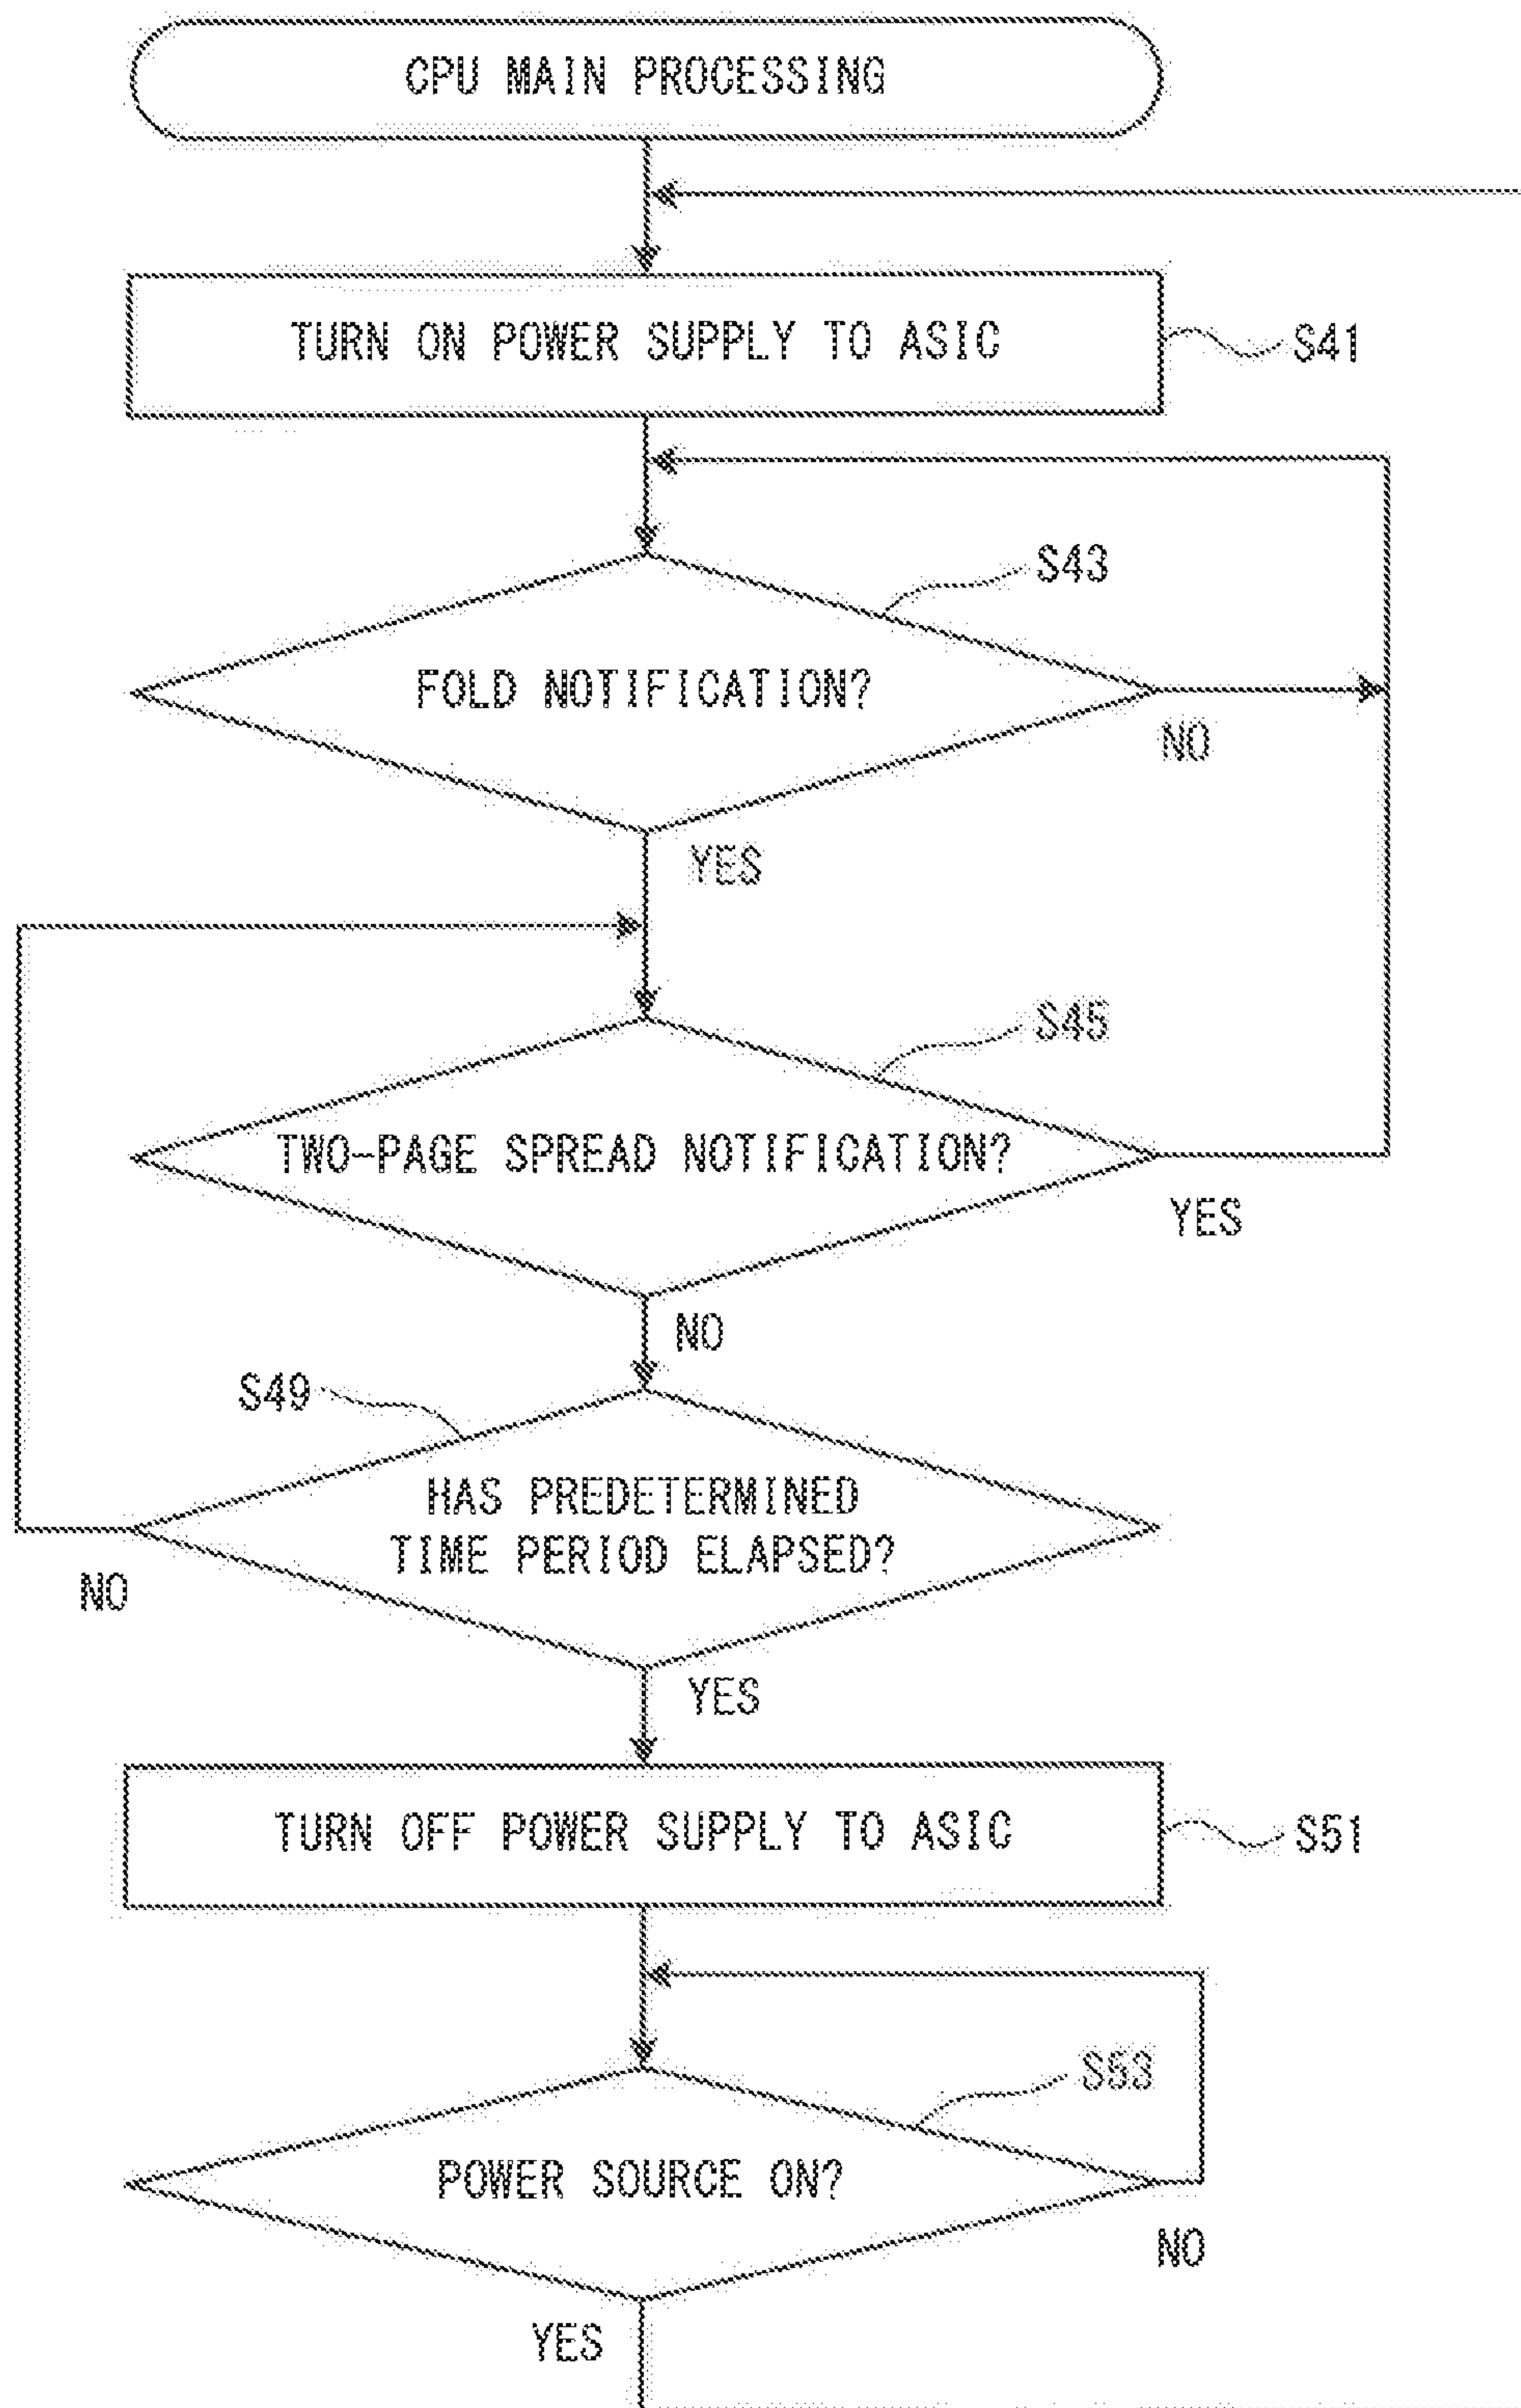 CPU MAIN PROCESSING
TURN ON POWER SUPPLY TO ASIC
S41
S43
FOLD NOTIFICATION?
NO
YES
S45
TWO-PAGE SPREAD NOTIFICATION?
YES
NO
S49
HAS PREDETERMINED
TIME PERIOD ELAPSED?
NO
YES
TURN OFF POWER SUPPLY TO ASIC
S51
S53
POWER SOURCE ON?
NO
YES